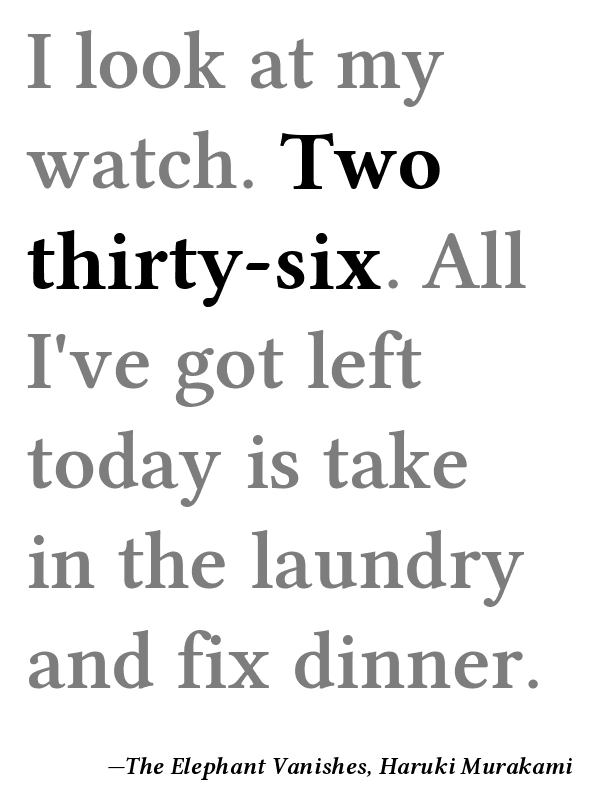 I look at my
watch. Two
thirty-six. All
I've got left
today is take
in the laundry
and fix dinner.
—The Elephant Vanishes, Haruki Murakami